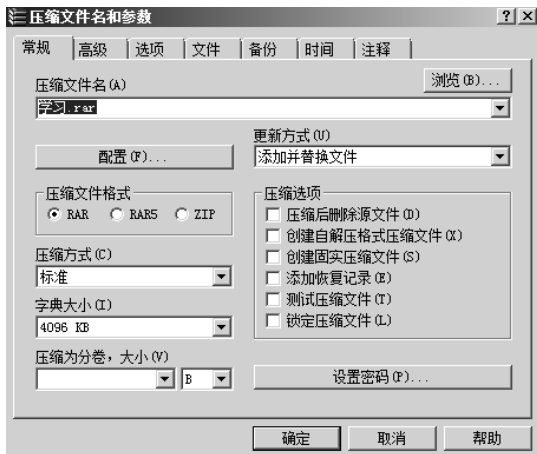 压缩文件名和参数
常规 高级 选项 文件 备份 时间 注释
压缩文件名(A)
浏览(B)...
学习.rar
配置(F)...
更新方式(U)
添加并替换文件
压缩文件格式
RAR RAR5 ZIP
压缩方式(C)
标准
字典大小(I)
4096 KB
压缩为分卷，大小(V)
B
压缩选项
压缩后删除源文件(D)
创建自解压格式压缩文件(X)
创建固实压缩文件(S)
添加恢复记录(E)
测试压缩文件(T)
锁定压缩文件(L)
设置密码(P)...
确定 取消 帮助